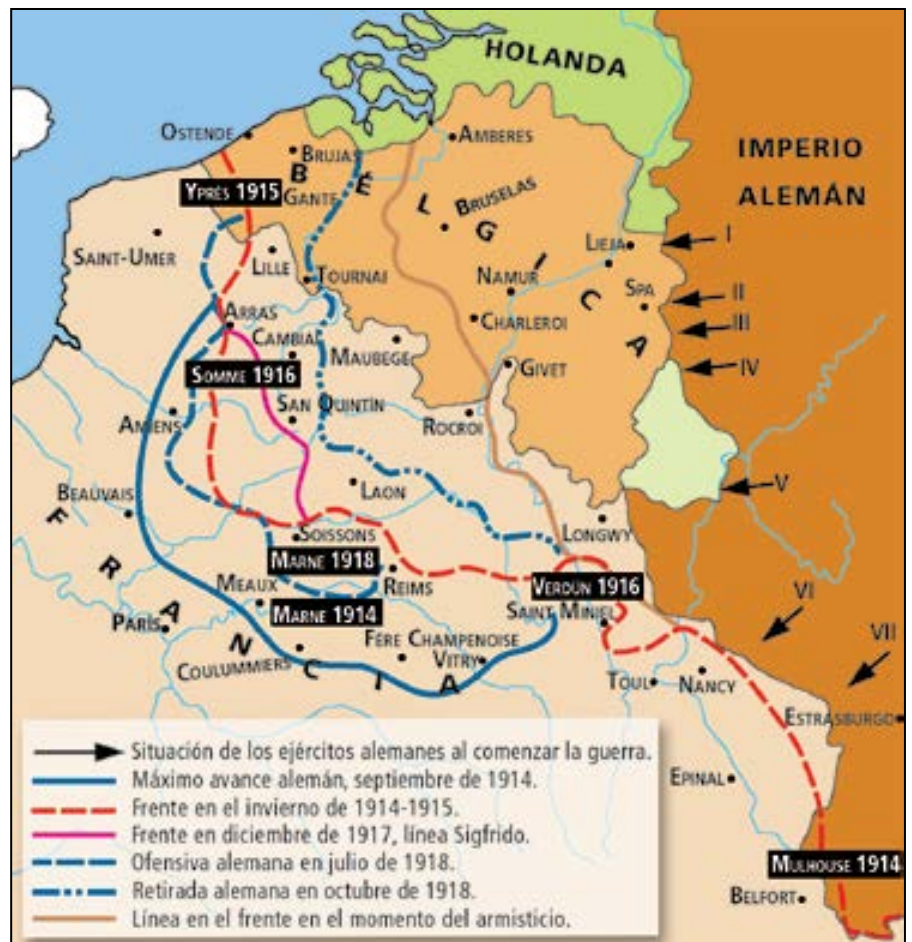 HOLANDA
OSTENDE
AMBERES
BRUJAS
IMPERIO
ALEMÁN
YPRÉS 1915
GANTE
BÉLGICA
BRUSELAS
LIEJA
I
SAINT-UMER
LILLE
TOURNAI
NAMUR
SPA
II
ARRAS
CHARLEROI
III
CAMBIAI
MAUBEGE
GIVET
IV
SOMME 1916
SAN QUINTÍN
AMIENS
ROCROI
BEAUVAIS
LAON
V
SOISSONS
LONGWY
MARNE 1918
REIMS
VERDÚN 1916
VI
MEAUX
MARNE 1914
SAINT MINIEL
PARÍS
FRANCIA
FÉRE CHAMPENOISE
VII
COULUMMIERS
VITRY
TOUL
NANCY
ESTRASBURGO
EPINAL
MULHOUSE 1914
BELFORT
Situación de los ejércitos alemanes al comenzar la guerra.
Máximo avance alemán, septiembre de 1914.
Frente en el invierno de 1914-1915.
Frente en diciembre de 1917, línea Sigfrido.
Ofensiva alemana en julio de 1918.
Retirada alemana en octubre de 1918.
Línea en el frente en el momento del armisticio.